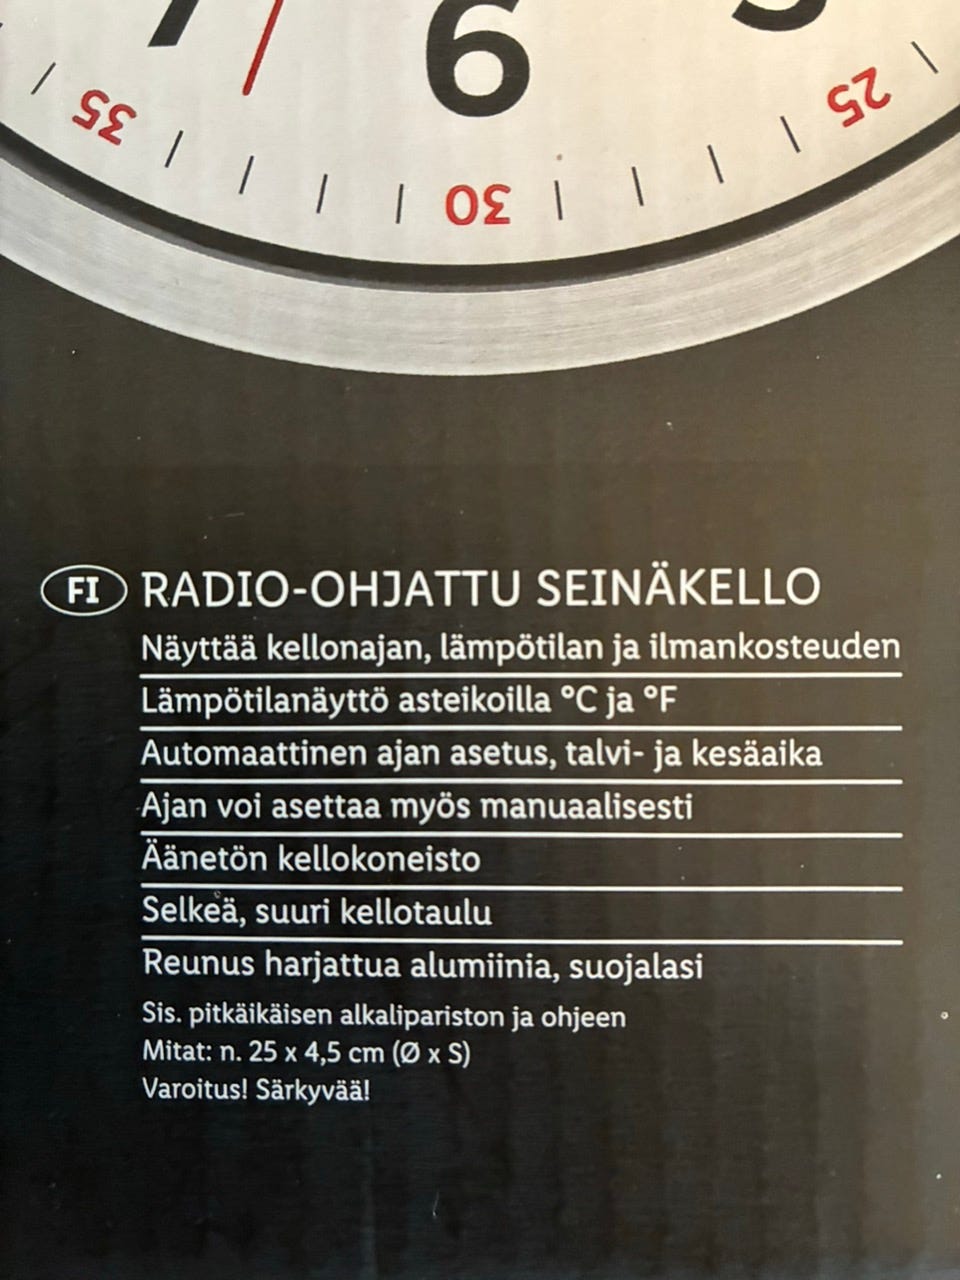 6
35
30
25
FI RADIO-OHJATTU SEINÄKELLO
Näyttää kellonajan, lämpötilan ja ilmankosteuden
Lämpötilanäyttö asteikoilla °C ja °F
Automaattinen ajan asetus, talvi- ja kesäaika
Ajan voi asettaa myös manuaalisesti
Äänetön kellokoneisto
Selkeä, suuri kellotaulu
Reunus harjattua alumiinia, suojalasi
Sis. pitkäikäisen alkalipariston ja ohjeen
Mitat: n. 25 x 4,5 cm (Ø x S)
Varoitus! Särkyvää!